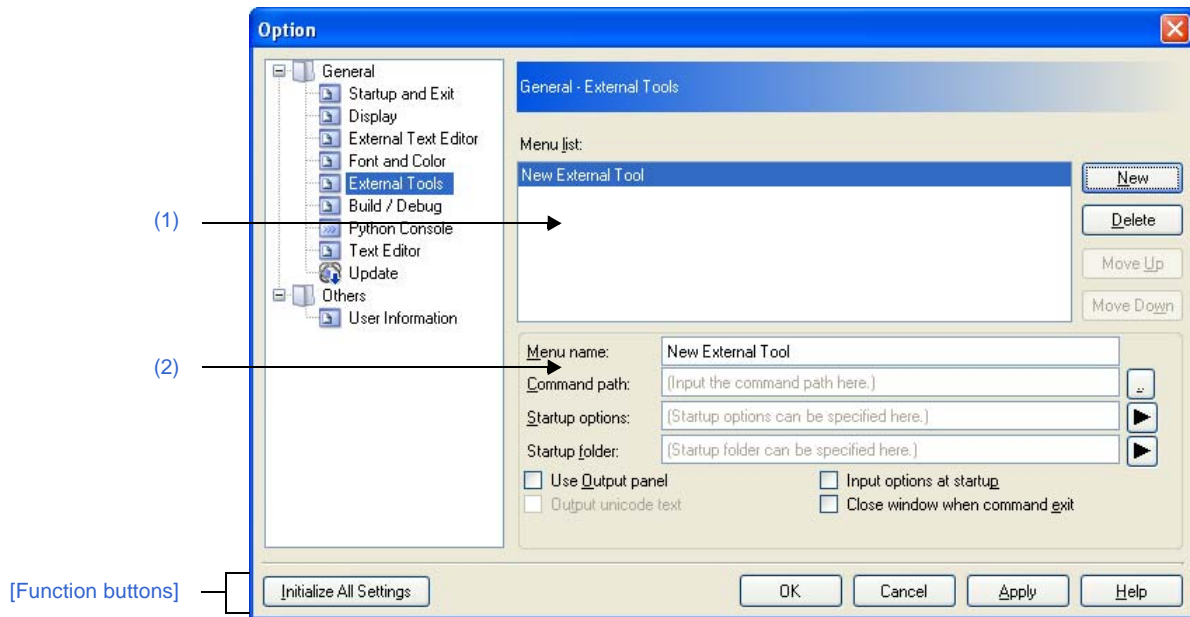 Option
General
Startup and Exit
Display
External Text Editor
Font and Color
External Tools
Build / Debug
Python Console
Text Editor
Update
Others
User Information
General - External Tools
Menu list:
New External Tool
New
Delete
Move Up
Move Down
(1)
(2)
Menu name: New External Tool
Command path: (Input the command path here.) ...
Startup options: (Startup options can be specified here.)
Startup folder: (Startup folder can be specified here.)
Use Output panel
Input options at startup
Output unicode text
Close window when command exit
[Function buttons]
Initialize All Settings
OK
Cancel
Apply
Help